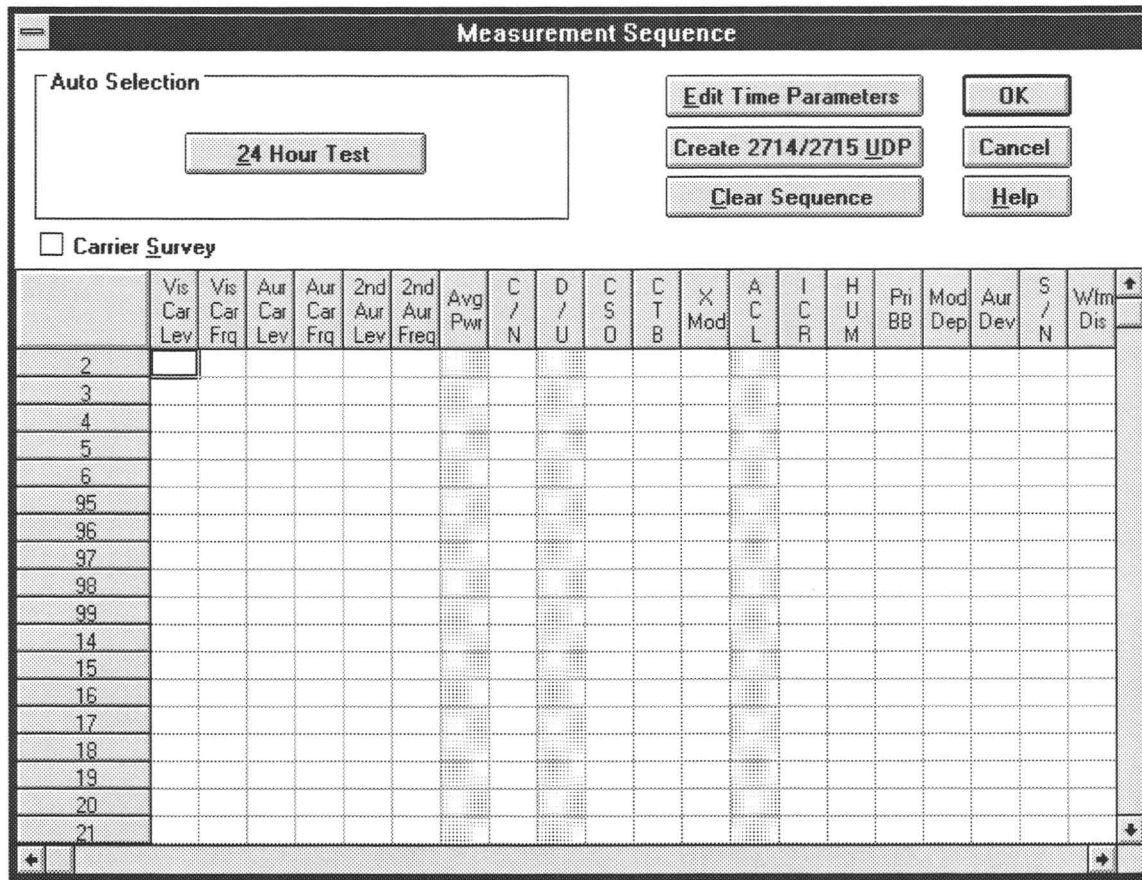 Measurement Sequence
Auto Selection
24 Hour Test
Edit Time Parameters
OK
Create 2714/2715 UDP
Cancel
Clear Sequence
Help
Carrier Survey
Vis Car Lev
Vis Car Frq
Aur Car Lev
Aur Car Frq
2nd Aur Lev
2nd Aur Freq
Avg Pwr
C / N
D / U
C S O
C T B
X Mod
A C L
I C R
H U M
Pri BB
Mod Dep
Aur Dev
S / N
Wfm Dis
2
3
4
5
6
95
96
97
98
99
14
15
16
17
18
19
20
21